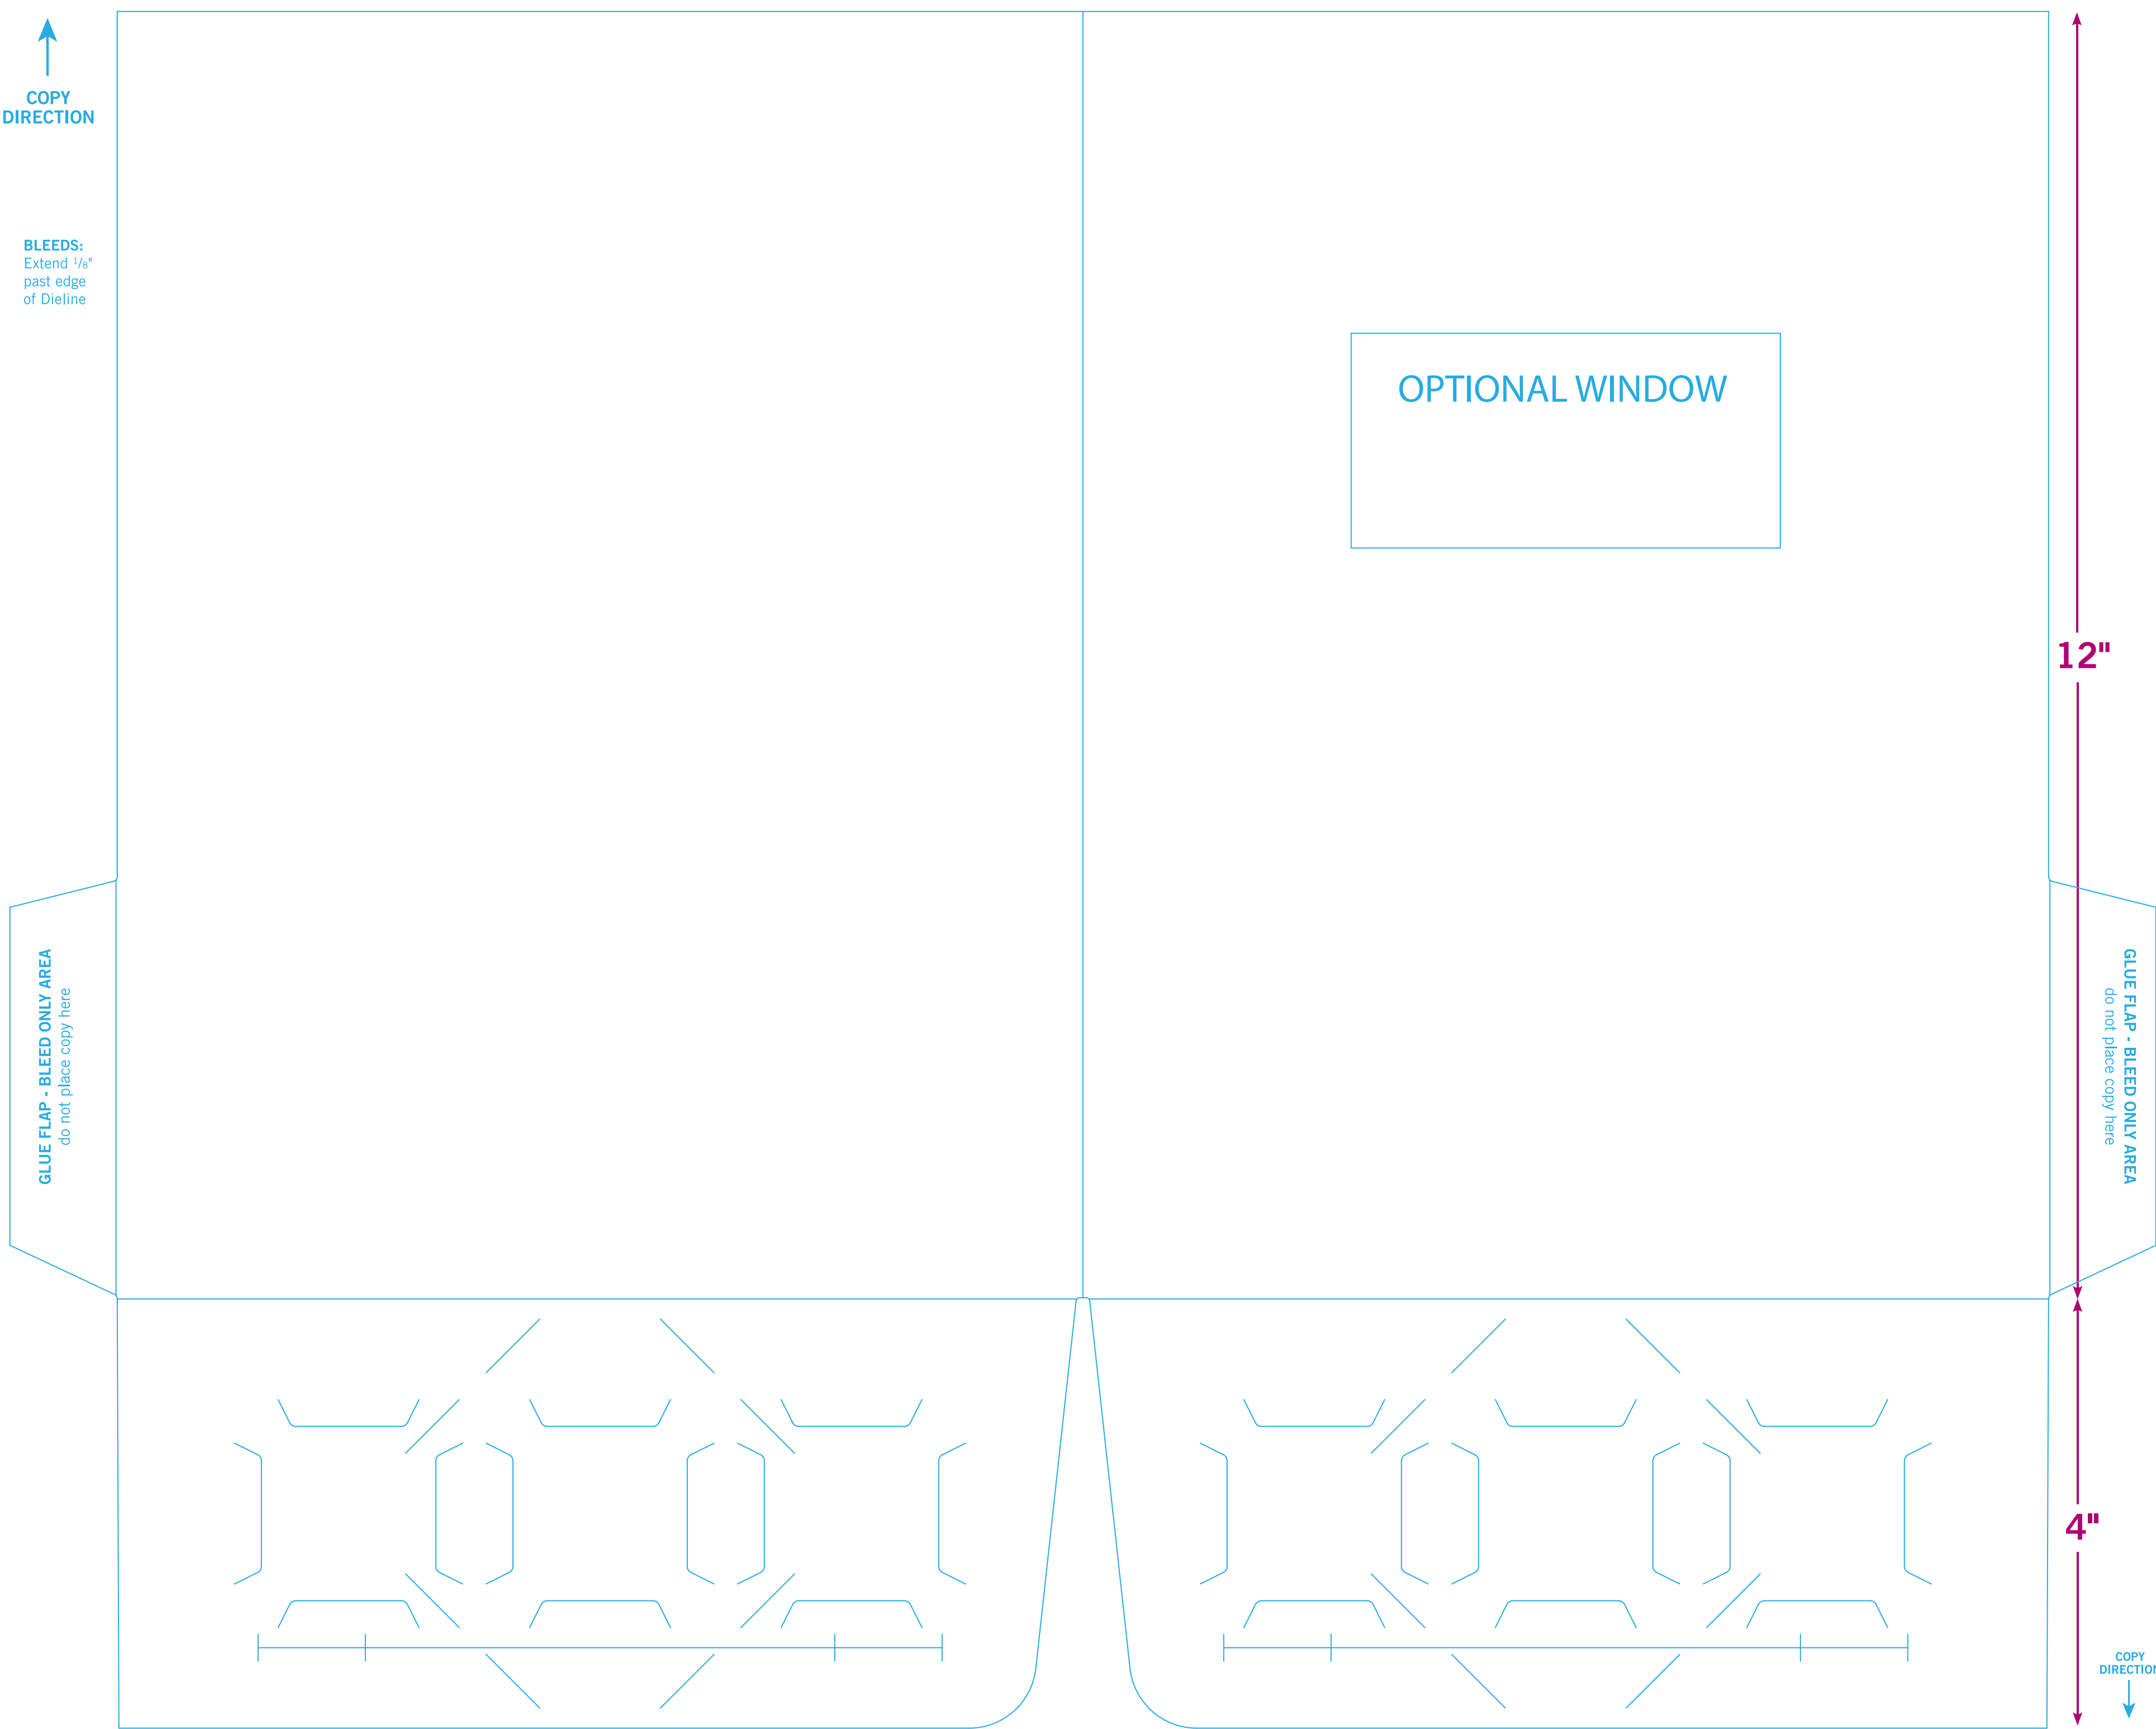 COPY
DIRECTION
BLEEDS:
Extend 1/8"
past edge
of Dieline
OPTIONAL WINDOW
12"
GLUE FLAP - BLEED ONLY AREA
do not place copy here
GLUE FLAP - BLEED ONLY AREA
do not place copy here
4"
COPY
DIRECTION